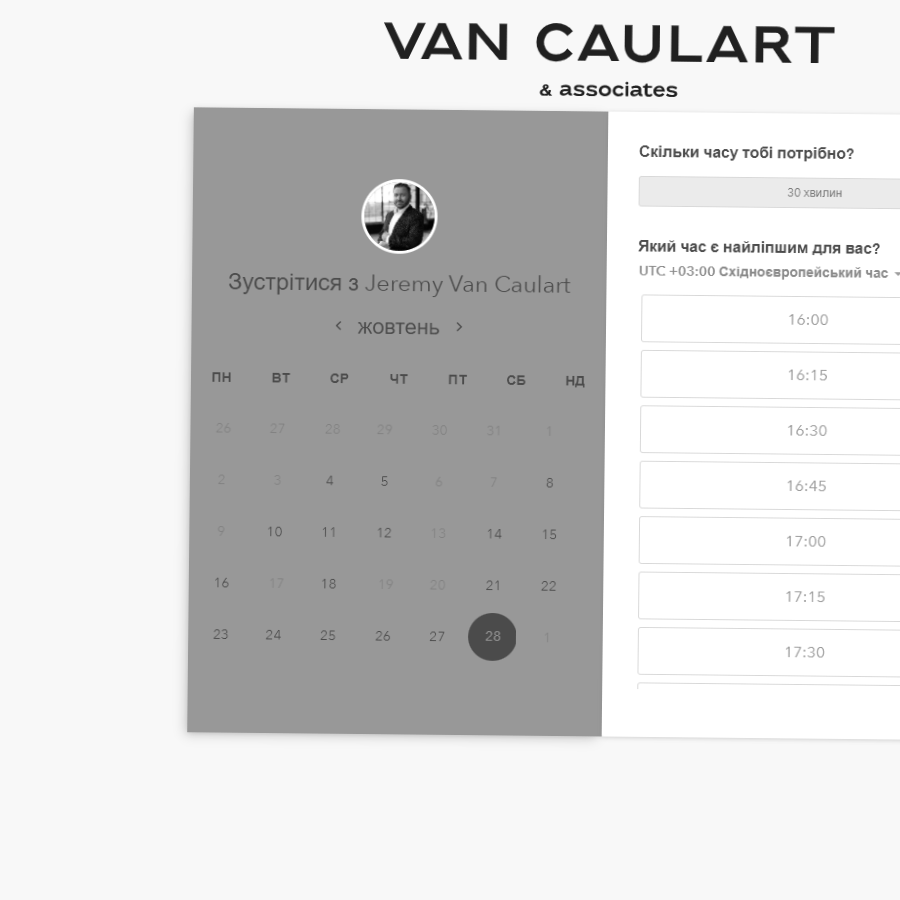 VAN CAULART
& associates
Зустрітися з Jeremy Van Caulart
жовтень
ПН ВТ СР ЧТ ПТ СБ НД
26 27 28 29 30 31 1
2 3 4 5 6 7 8
9 10 11 12 13 14 15
16 17 18 19 20 21 22
23 24 25 26 27 28 1
Скільки часу тобі потрібно?
30 хвилин
Який час є найліпшим для вас?
UTC +03:00 Східноєвропейський час
16:00
16:15
16:30
16:45
17:00
17:15
17:30